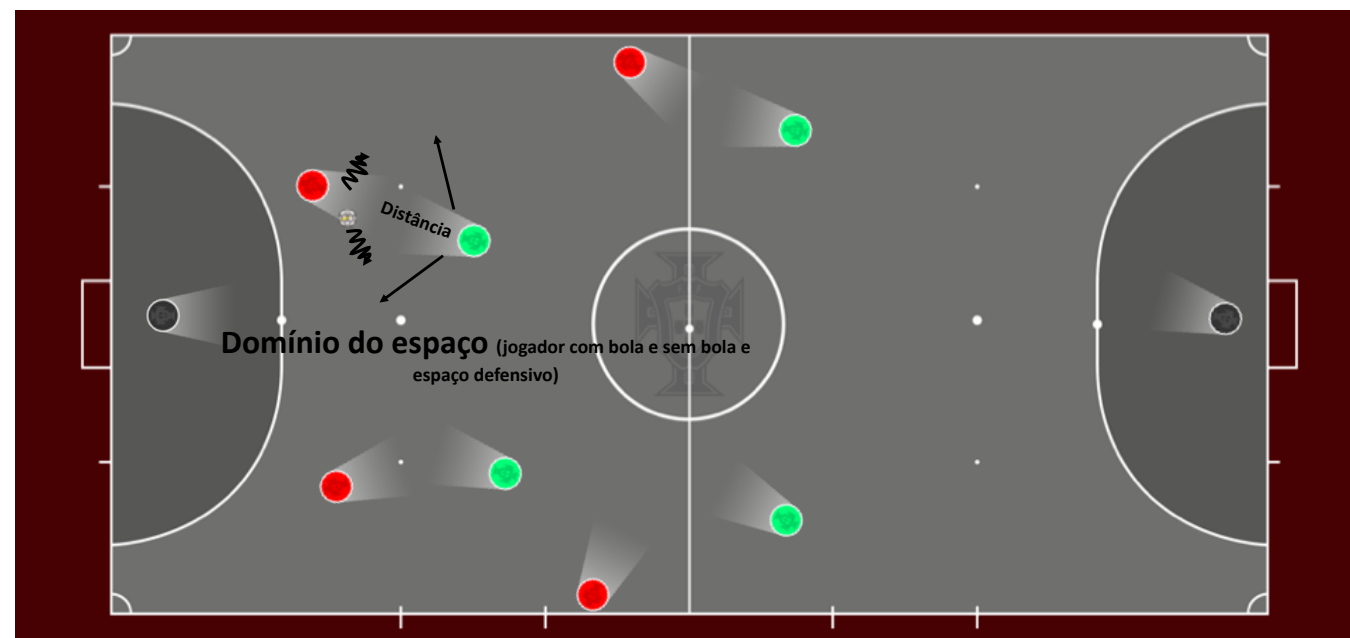 Distância
Domínio do espaço (jogador com bola e sem bola e
espaço defensivo)